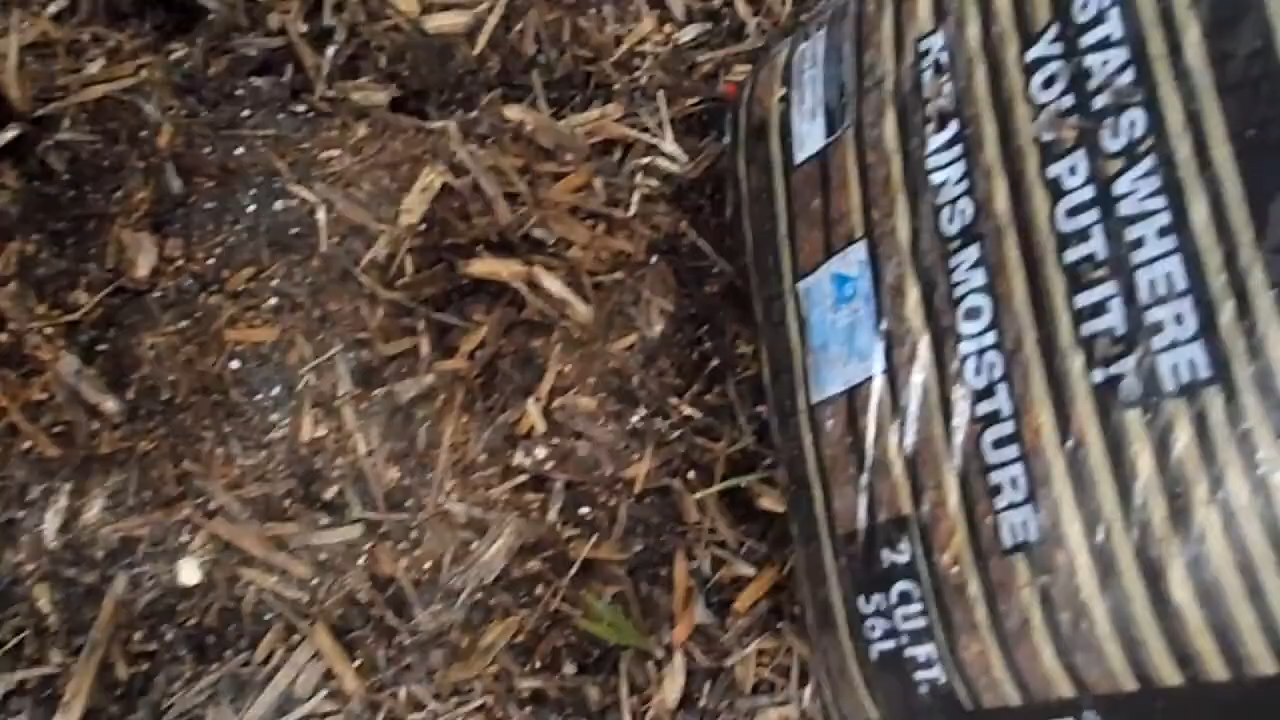 STAYS WHERE
YOU PUT IT
RETAINS MOISTURE
2 CU. FT.
56L